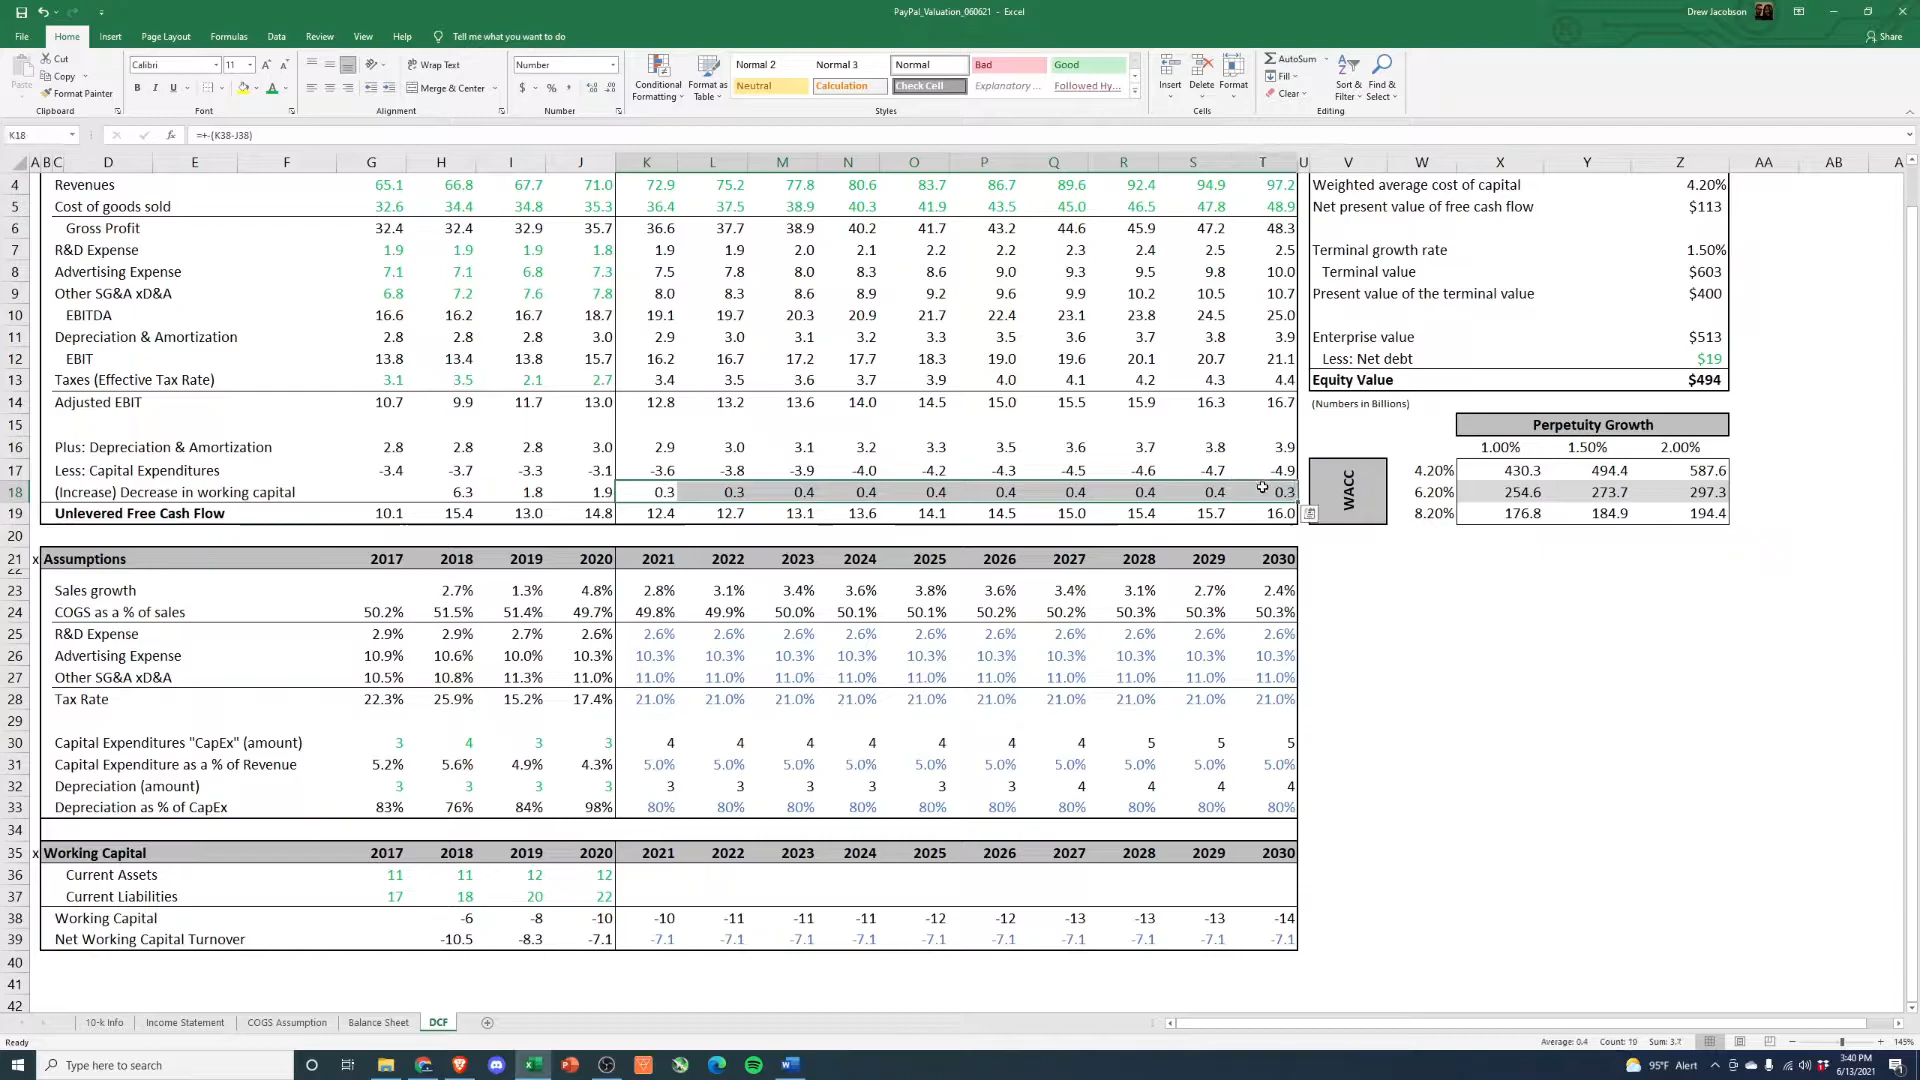 PayPal_Valuation_060621 - Excel
Drew Jacobson
File Home Insert Page Layout Formulas Data Review View Help Tell me what you want to do
Share
Paste
Cut
Copy
Format Painter
Clipboard
Calibri 11
B I U
Font
Wrap Text
Merge & Center
Alignment
Number
$ % ,
Number
Conditional Formatting
Format as Table
Normal 2 Normal 3 Normal Bad Good
Neutral Calculation Check Cell Explanatory ... Followed Hy...
Styles
Insert Delete Format
Cells
AutoSum
Fill
Clear
Sort & Filter
Find & Select
Editing
K18 fx =+-(K38-J38)
A B C D E F G H I J K L M N O P Q R S T U V W X Y Z AA AB A
4 Revenues 65.1 66.8 67.7 71.0 72.9 75.2 77.8 80.6 83.7 86.7 89.6 92.4 94.9 97.2 Weighted average cost of capital 4.20%
5 Cost of goods sold 32.6 34.4 34.8 35.3 36.4 37.5 38.9 40.3 41.9 43.5 45.0 46.5 47.8 48.9 Net present value of free cash flow $113
6 Gross Profit 32.4 32.4 32.9 35.7 36.6 37.7 38.9 40.2 41.7 43.2 44.6 45.9 47.2 48.3
7 R&D Expense 1.9 1.9 1.9 1.8 1.9 1.9 2.0 2.1 2.2 2.2 2.3 2.4 2.5 2.5 Terminal growth rate 1.50%
8 Advertising Expense 7.1 7.1 6.8 7.3 7.5 7.8 8.0 8.3 8.6 9.0 9.3 9.5 9.8 10.0 Terminal value $603
9 Other SG&A xD&A 6.8 7.2 7.6 7.8 8.0 8.3 8.6 8.9 9.2 9.6 9.9 10.2 10.5 10.7 Present value of the terminal value $400
10 EBITDA 16.6 16.2 16.7 18.7 19.1 19.7 20.3 20.9 21.7 22.4 23.1 23.8 24.5 25.0
11 Depreciation & Amortization 2.8 2.8 2.8 3.0 2.9 3.0 3.1 3.2 3.3 3.5 3.6 3.7 3.8 3.9 Enterprise value $513
12 EBIT 13.8 13.4 13.8 15.7 16.2 16.7 17.2 17.7 18.3 19.0 19.6 20.1 20.7 21.1 Less: Net debt $19
13 Taxes (Effective Tax Rate) 3.1 3.5 2.1 2.7 3.4 3.5 3.6 3.7 3.9 4.0 4.1 4.2 4.3 4.4 Equity Value $494
14 Adjusted EBIT 10.7 9.9 11.7 13.0 12.8 13.2 13.6 14.0 14.5 15.0 15.5 15.9 16.3 16.7 (Numbers in Billions)
15 Perpetuity Growth
16 Plus: Depreciation & Amortization 2.8 2.8 2.8 3.0 2.9 3.0 3.1 3.2 3.3 3.5 3.6 3.7 3.8 3.9 1.00% 1.50% 2.00%
17 Less: Capital Expenditures -3.4 -3.7 -3.3 -3.1 -3.6 -3.8 -3.9 -4.0 -4.2 -4.3 -4.5 -4.6 -4.7 -4.9 4.20% 430.3 494.4 587.6
18 (Increase) Decrease in working capital 6.3 1.8 1.9 0.3 0.3 0.4 0.4 0.4 0.4 0.4 0.4 0.4 0.3 WACC 6.20% 254.6 273.7 297.3
19 Unlevered Free Cash Flow 10.1 15.4 13.0 14.8 12.4 12.7 13.1 13.6 14.1 14.5 15.0 15.4 15.7 16.0 8.20% 176.8 184.9 194.4
20
21 x Assumptions 2017 2018 2019 2020 2021 2022 2023 2024 2025 2026 2027 2028 2029 2030
22
23 Sales growth 2.7% 1.3% 4.8% 2.8% 3.1% 3.4% 3.6% 3.8% 3.6% 3.4% 3.1% 2.7% 2.4%
24 COGS as a % of sales 50.2% 51.5% 51.4% 49.7% 49.8% 49.9% 50.0% 50.1% 50.1% 50.2% 50.2% 50.3% 50.3% 50.3%
25 R&D Expense 2.9% 2.9% 2.7% 2.6% 2.6% 2.6% 2.6% 2.6% 2.6% 2.6% 2.6% 2.6% 2.6% 2.6%
26 Advertising Expense 10.9% 10.6% 10.0% 10.3% 10.3% 10.3% 10.3% 10.3% 10.3% 10.3% 10.3% 10.3% 10.3% 10.3%
27 Other SG&A xD&A 10.5% 10.8% 11.3% 11.0% 11.0% 11.0% 11.0% 11.0% 11.0% 11.0% 11.0% 11.0% 11.0% 11.0%
28 Tax Rate 22.3% 25.9% 15.2% 17.4% 21.0% 21.0% 21.0% 21.0% 21.0% 21.0% 21.0% 21.0% 21.0% 21.0%
29
30 Capital Expenditures "CapEx" (amount) 3 4 3 3 4 4 4 4 4 4 4 5 5 5
31 Capital Expenditure as a % of Revenue 5.2% 5.6% 4.9% 4.3% 5.0% 5.0% 5.0% 5.0% 5.0% 5.0% 5.0% 5.0% 5.0% 5.0%
32 Depreciation (amount) 3 3 3 3 3 3 3 3 3 3 4 4 4 4
33 Depreciation as % of CapEx 83% 76% 84% 98% 80% 80% 80% 80% 80% 80% 80% 80% 80% 80%
34
35 x Working Capital 2017 2018 2019 2020 2021 2022 2023 2024 2025 2026 2027 2028 2029 2030
36 Current Assets 11 11 12 12
37 Current Liabilities 17 18 20 22
38 Working Capital -6 -8 -10 -10 -11 -11 -11 -12 -12 -13 -13 -13 -14
39 Net Working Capital Turnover -10.5 -8.3 -7.1 -7.1 -7.1 -7.1 -7.1 -7.1 -7.1 -7.1 -7.1 -7.1 -7.1
40
41
42
10-k Info Income Statement COGS Assumption Balance Sheet DCF
Ready Average: 0.4 Count: 10 Sum: 3.7 145%
Type here to search
95°F Alert
3:40 PM
6/13/2021